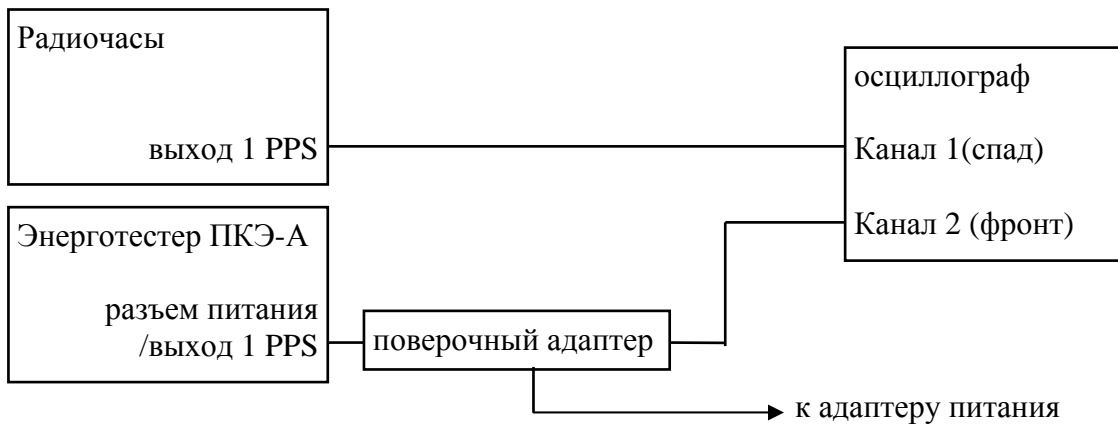 Радиочасы
выход 1 PPS
осциллограф
Канал 1(спад)
Канал 2 (фронт)
Энерготестер ПКЭ-А
разъем питания
/выход 1 PPS
поверочный адаптер
к адаптеру питания